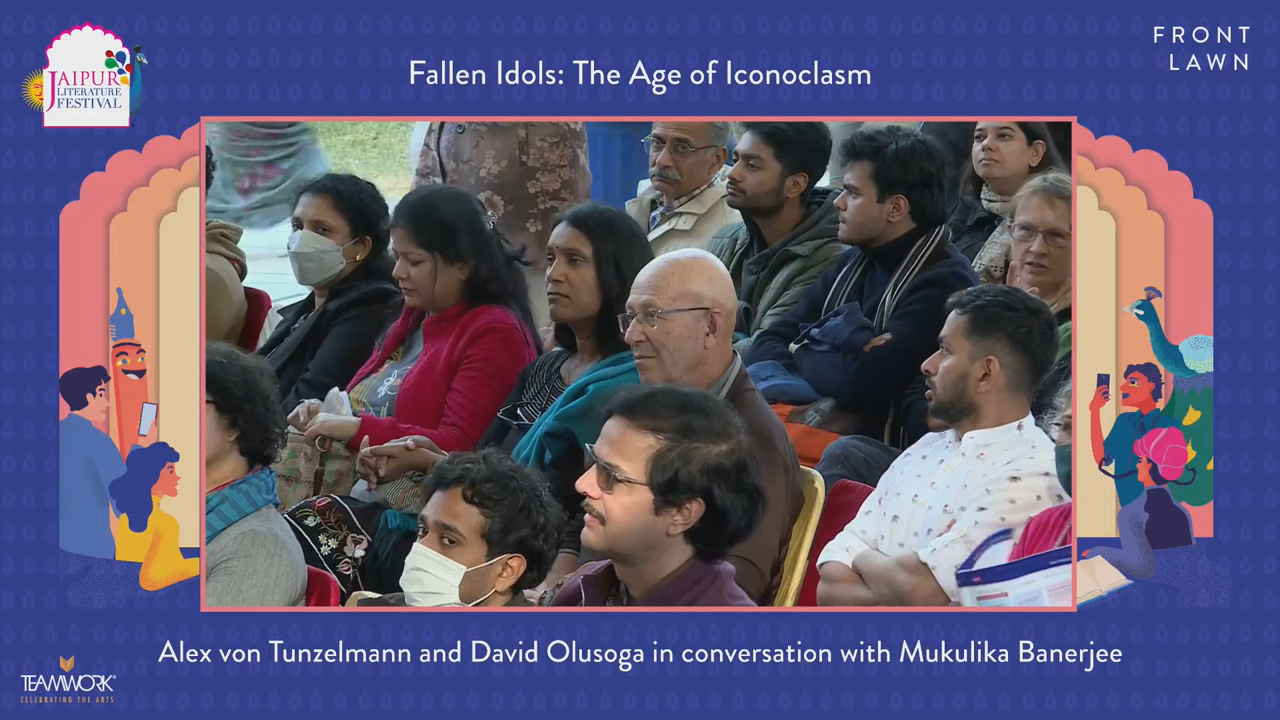 JAIPUR
LITERATURE
FESTIVAL
FRONT
LAWN
Fallen Idols: The Age of Iconoclasm
Alex von Tunzelmann and David Olusoga in conversation with Mukulika Banerjee
TEAMWORK®
CELEBRATING THE ARTS